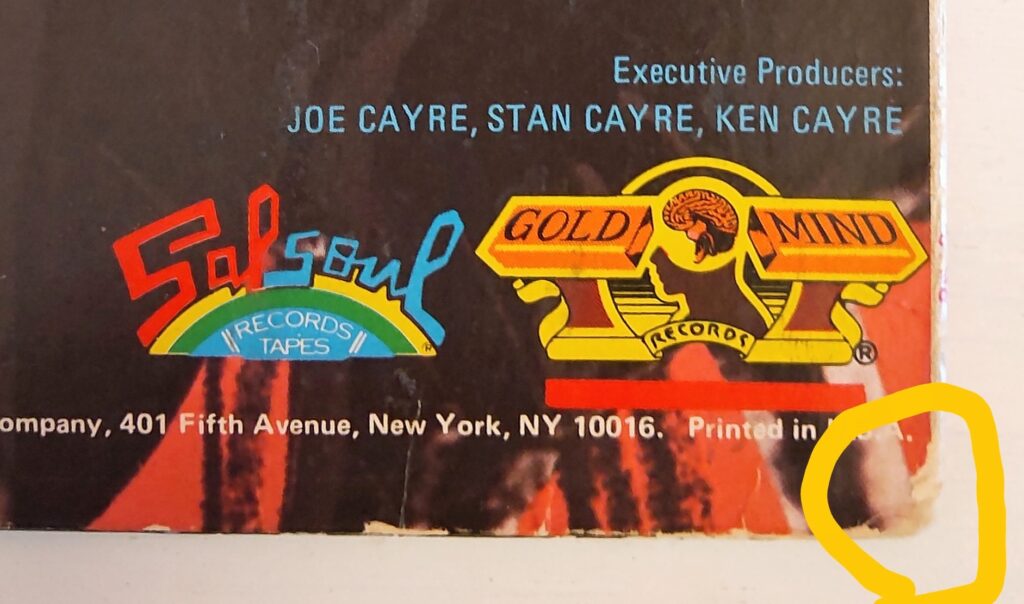 Executive Producers:
JOE CAYRE, STAN CAYRE, KEN CAYRE
Salsoul
RECORDS
TAPES
®
GOLD MIND
RECORDS
®
ompany, 401 Fifth Avenue, New York, NY 10016. Printed in U.S.A.